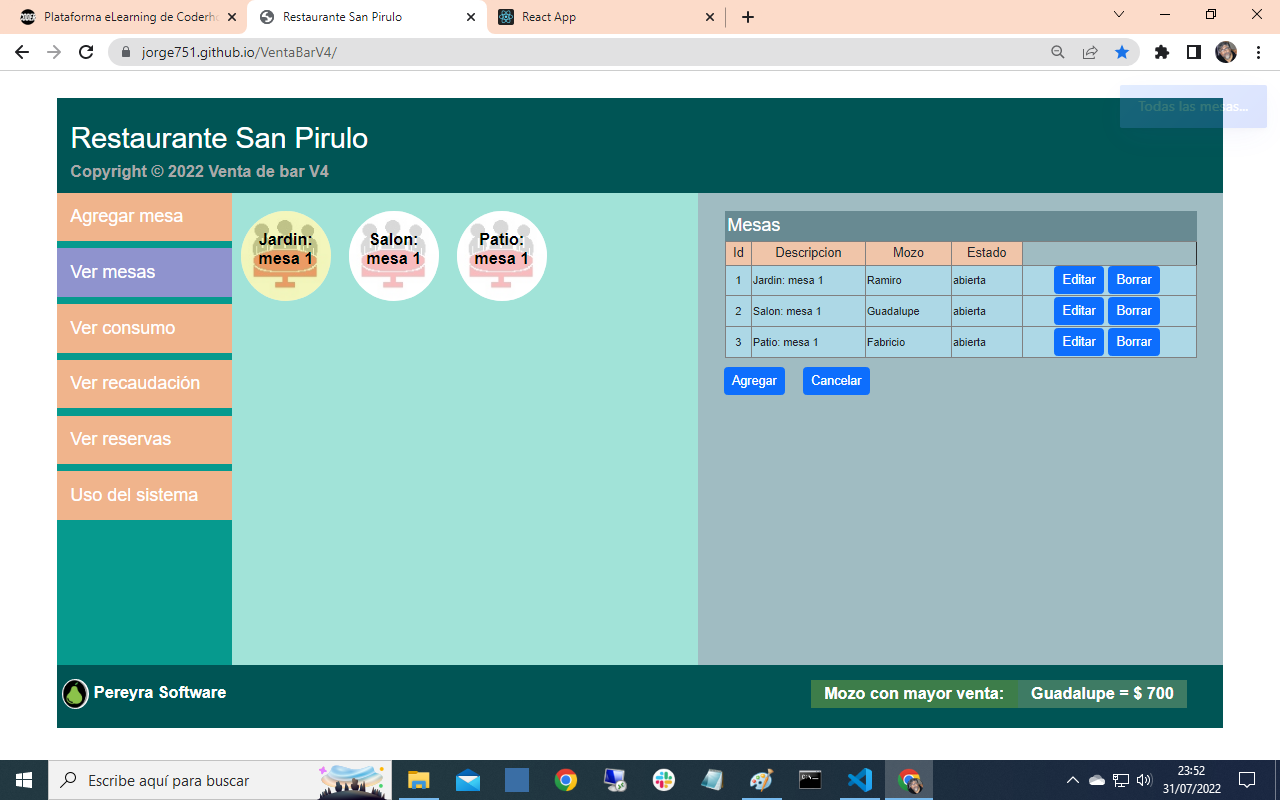 Plataforma eLearning de Coderh
Restaurante San Pirulo
React App
jorge751.github.io/VentaBarV4/
Todas las mesas...
Restaurante San Pirulo
Copyright © 2022 Venta de bar V4
Agregar mesa
Ver mesas
Ver consumo
Ver recaudación
Ver reservas
Uso del sistema
Jardin: mesa 1
Salon: mesa 1
Patio: mesa 1
Mesas
Id Descripcion Mozo Estado
1 Jardin: mesa 1 Ramiro abierta Editar Borrar
2 Salon: mesa 1 Guadalupe abierta Editar Borrar
3 Patio: mesa 1 Fabricio abierta Editar Borrar
Agregar Cancelar
Pereyra Software
Mozo con mayor venta: Guadalupe = $ 700
Escribe aquí para buscar
23:52
31/07/2022